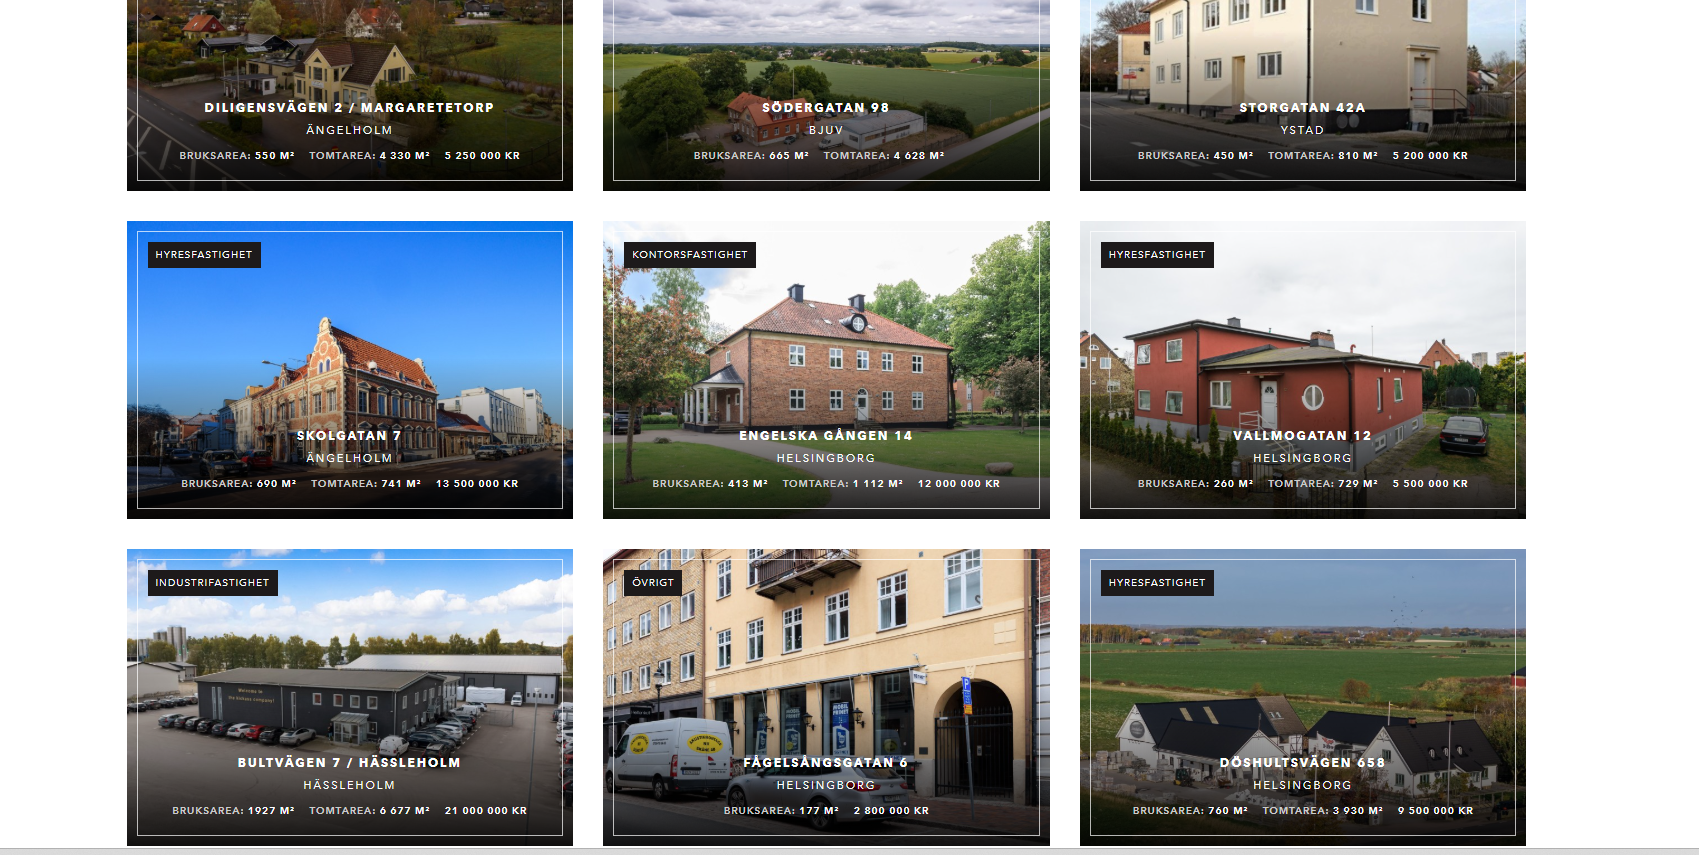 DILIGENSVÄGEN 2 / MARGARETETORP
ÄNGELHOLM
BRUKSAREA: 550 M² TOMTAREA: 4 330 M² 5 250 000 KR
SÖDERGATAN 98
BJUV
BRUKSAREA: 665 M² TOMTAREA: 4 628 M²
STORGATAN 42A
YSTAD
BRUKSAREA: 450 M² TOMTAREA: 810 M² 5 200 000 KR
HYRESFASTIGHET
SKOLGATAN 7
ÄNGELHOLM
BRUKSAREA: 690 M² TOMTAREA: 741 M² 13 500 000 KR
KONTORSFASTIGHET
ENGELSKA GÅNGEN 14
HELSINGBORG
BRUKSAREA: 413 M² TOMTAREA: 1 112 M² 12 000 000 KR
HYRESFASTIGHET
VALLMOGATAN 12
HELSINGBORG
BRUKSAREA: 260 M² TOMTAREA: 729 M² 5 500 000 KR
INDUSTRIFASTIGHET
Welcome to
BULTVÄGEN 7 / HÄSSLEHOLM
HÄSSLEHOLM
BRUKSAREA: 1927 M² TOMTAREA: 6 677 M² 21 000 000 KR
ÖVRIGT
P
FÅGELSÅNGSGATAN 6
HELSINGBORG
BRUKSAREA: 177 M² 2 800 000 KR
HYRESFASTIGHET
DÖSHULTSVÄGEN 658
HELSINGBORG
BRUKSAREA: 760 M² TOMTAREA: 3 930 M² 9 500 000 KR